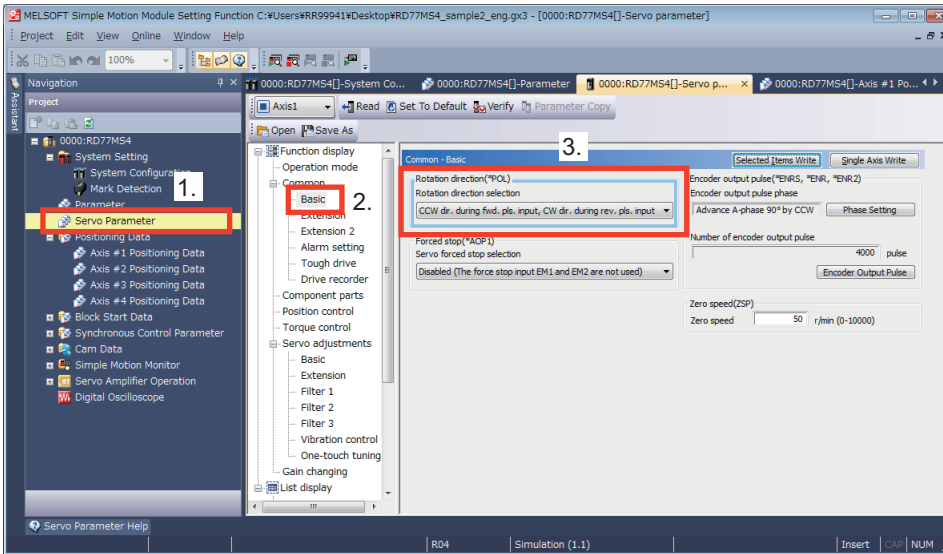 MELSOFT Simple Motion Module Setting Function C:¥Users¥RR99941¥Desktop¥RD77MS4_sample2_eng.gx3 - [0000:RD77MS4[]-Servo parameter]
Project Edit View Online Window Help
100%
Navigation
0000:RD77MS4[]-System Co...
0000:RD77MS4[]-Parameter
0000:RD77MS4[]-Servo p...
0000:RD77MS4[]-Axis #1 Po...
Assistant
Project
0000:RD77MS4
System Setting
System Configuration
Mark Detection
1.
Parameter
Servo Parameter
Positioning Data
Axis #1 Positioning Data
Axis #2 Positioning Data
Axis #3 Positioning Data
Axis #4 Positioning Data
Block Start Data
Synchronous Control Parameter
Cam Data
Simple Motion Monitor
Servo Amplifier Operation
Digital Oscilloscope
Axis1 Read Set To Default Verify Parameter Copy
Open Save As
Function display
Operation mode
Common
Basic
2.
Extension
Extension 2
Alarm setting
Tough drive
Drive recorder
Component parts
Position control
Torque control
Servo adjustments
Basic
Extension
Filter 1
Filter 2
Filter 3
Vibration control
One-touch tuning
Gain changing
List display
3.
Common - Basic
Selected Items Write
Single Axis Write
Rotation direction(*POL)
Rotation direction selection
CCW dir. during fwd. pls. input, CW dir. during rev. pls. input
Forced stop(*AOP1)
Servo forced stop selection
Disabled (The force stop input EM1 and EM2 are not used)
Encoder output pulse(*ENRS, *ENR, *ENR2)
Encoder output pulse phase
Advance A-phase 90° by CCW
Phase Setting
Number of encoder output pulse
4000 pulse
Encoder Output Pulse
Zero speed(ZSP)
Zero speed 50 r/min (0-10000)
Servo Parameter Help
R04 Simulation (1.1) Insert CAP NUM